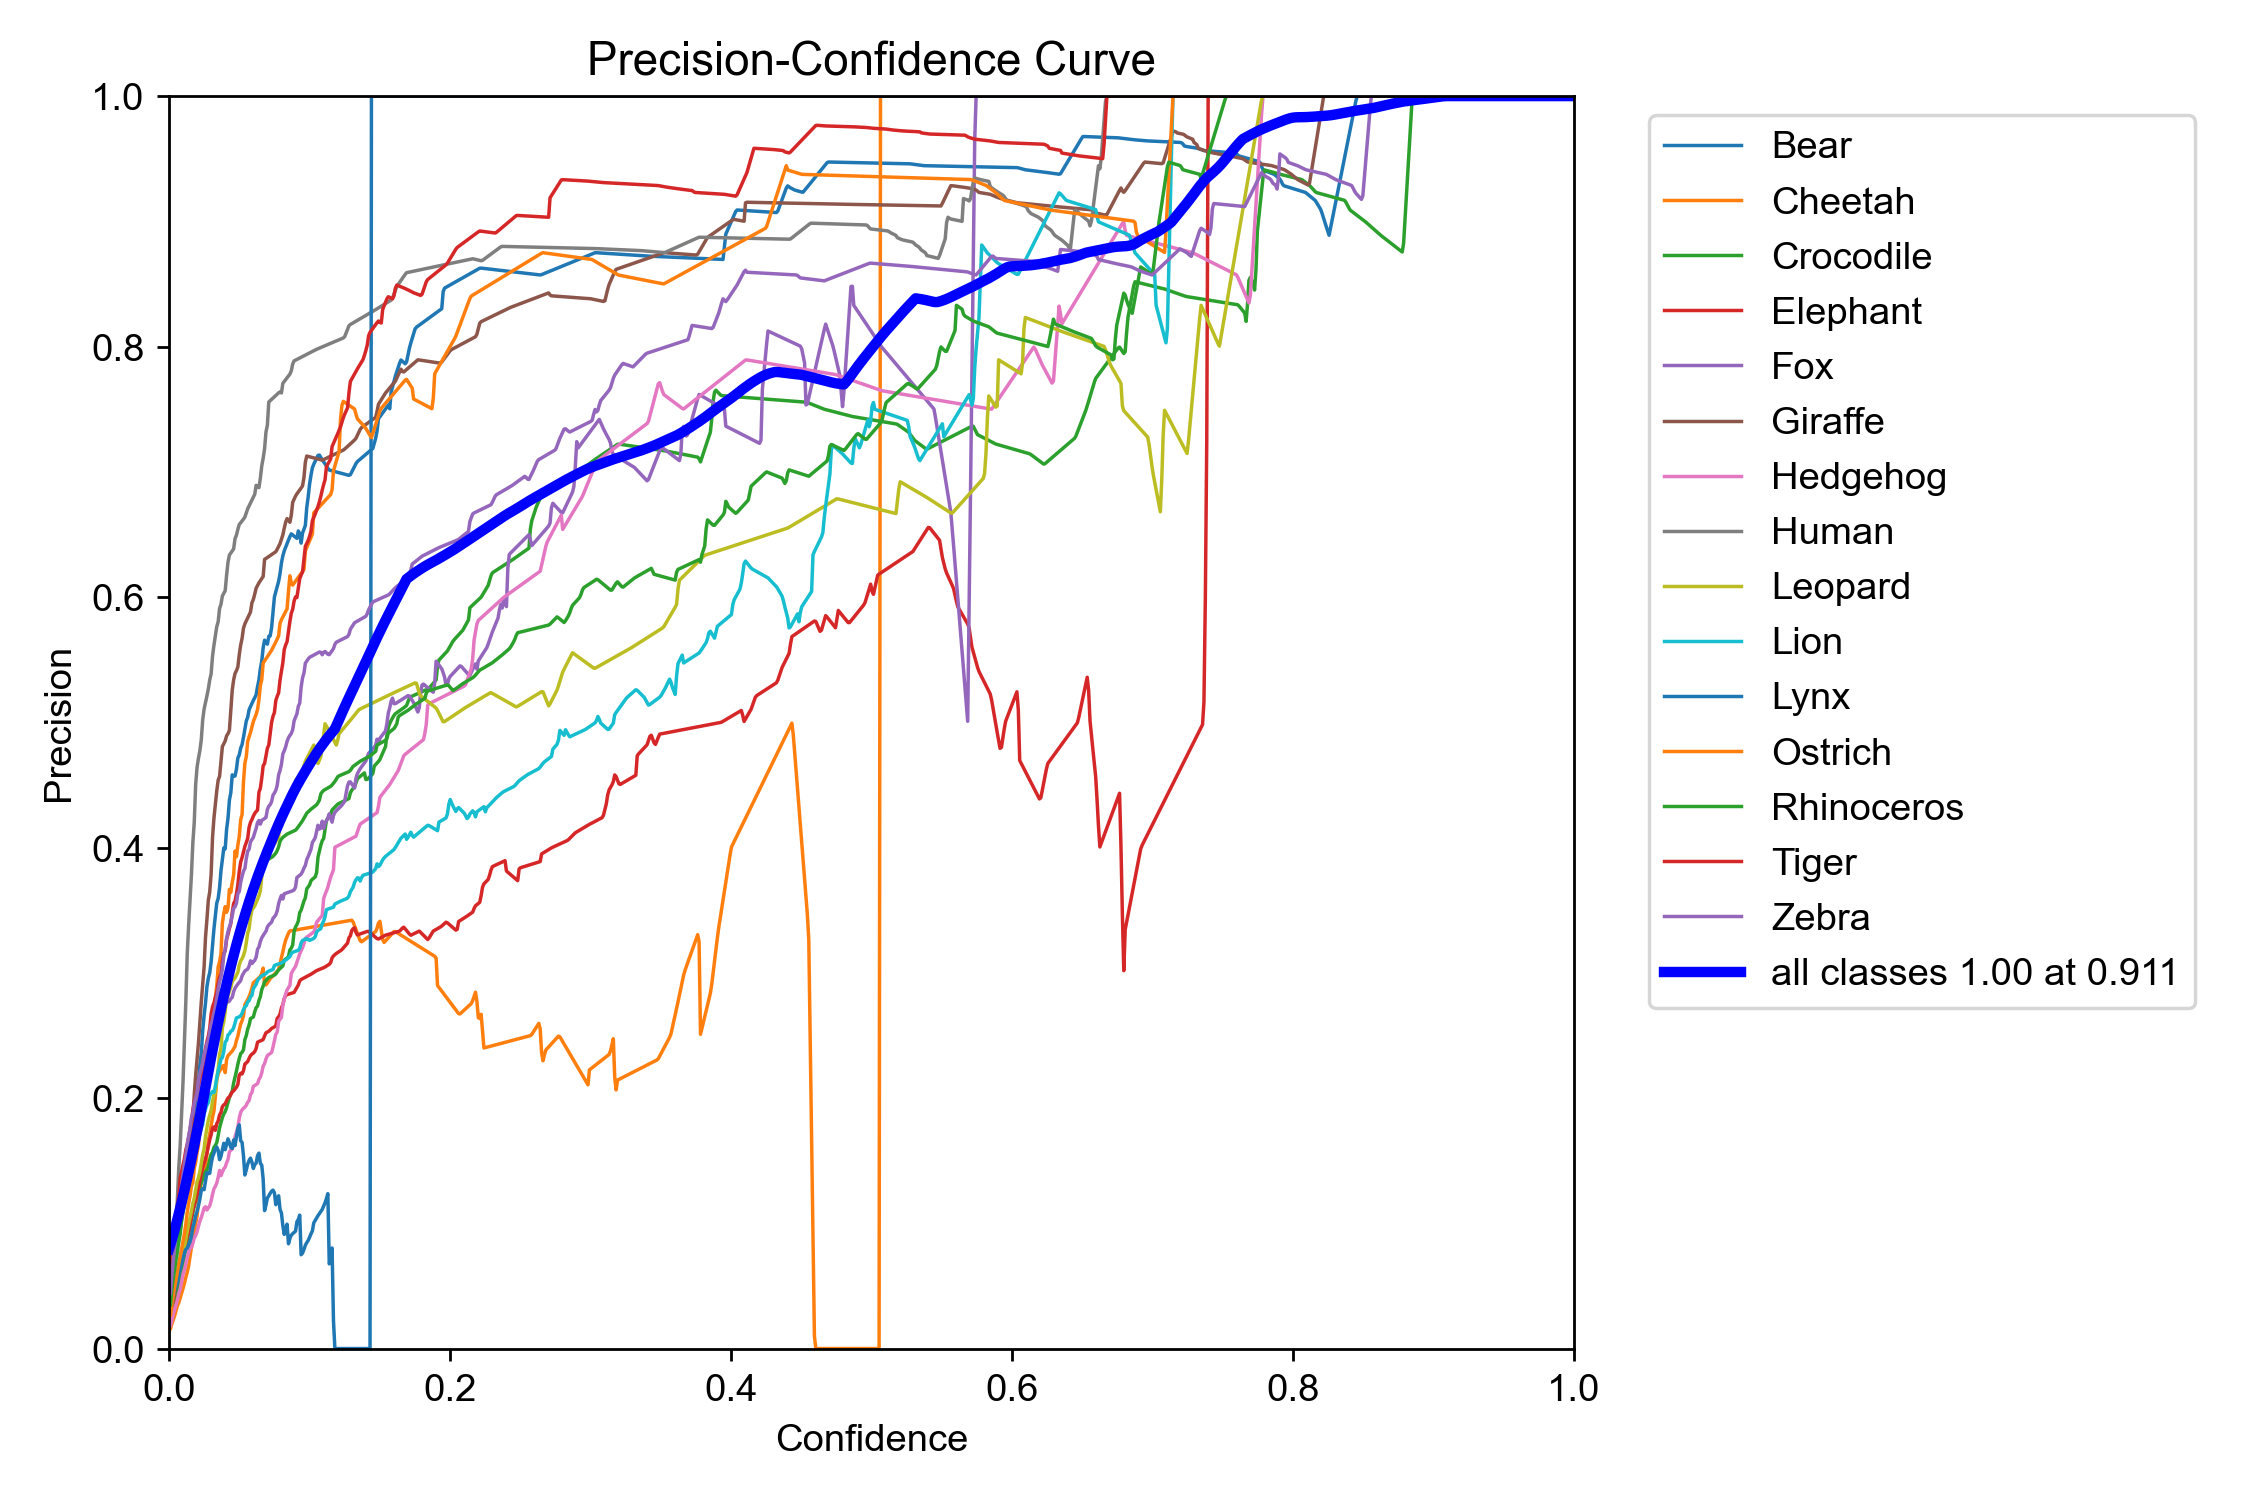 Precision-Confidence Curve
1.0
0.8
0.6
0.4
0.2
0.0
Precision
0.0 0.2 0.4 0.6 0.8 1.0
Confidence
Bear
Cheetah
Crocodile
Elephant
Fox
Giraffe
Hedgehog
Human
Leopard
Lion
Lynx
Ostrich
Rhinoceros
Tiger
Zebra
all classes 1.00 at 0.911